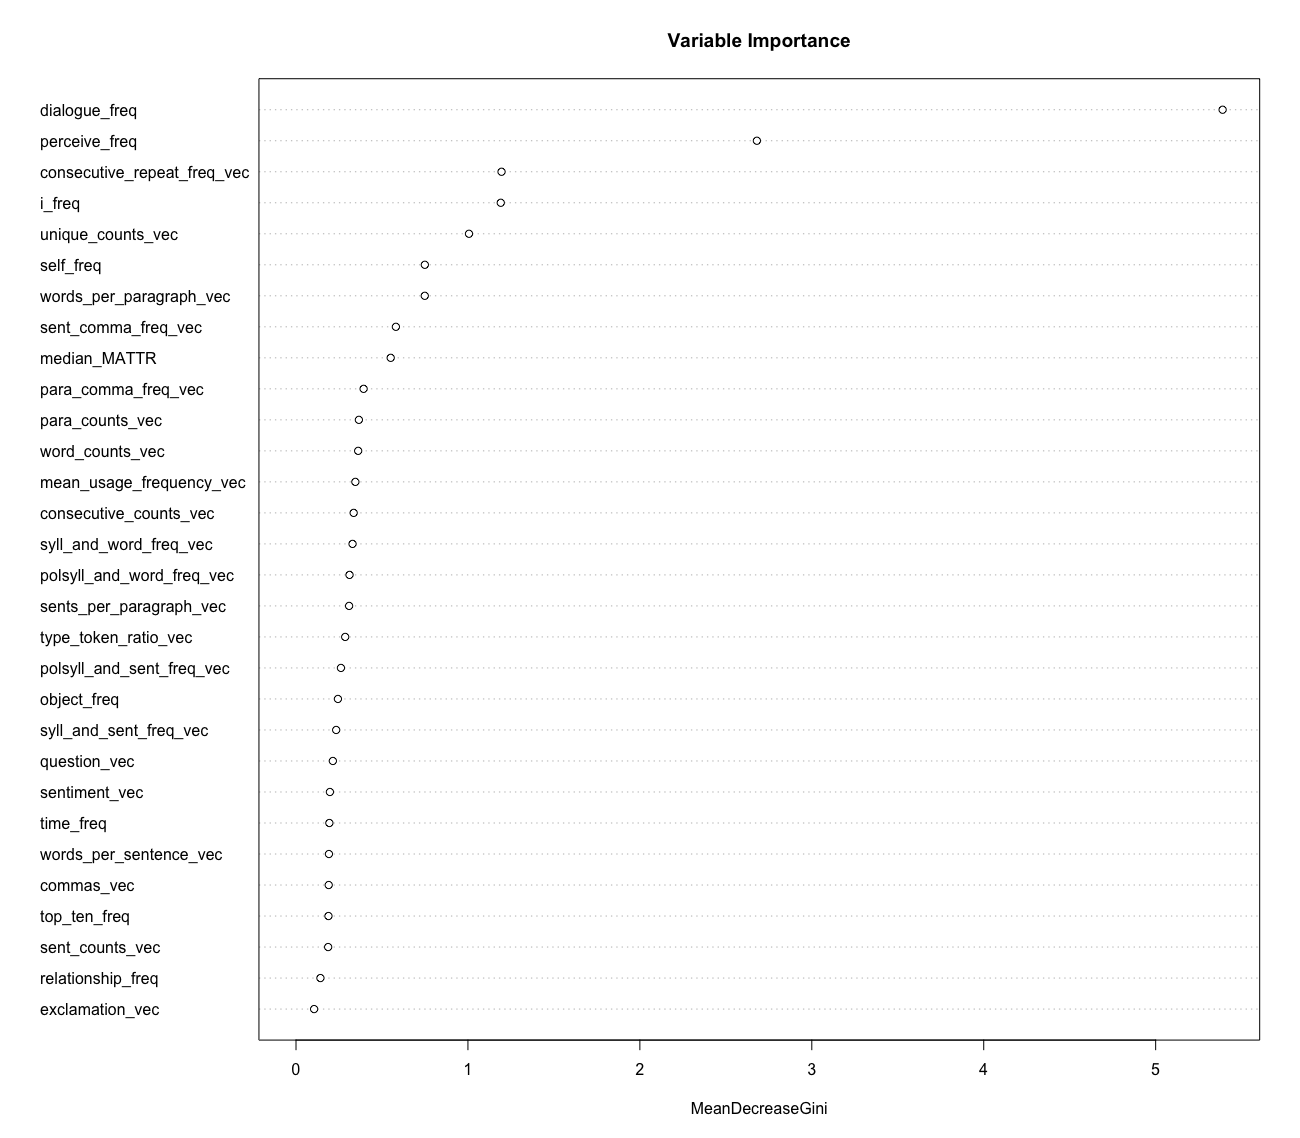 Variable Importance
dialogue_freq
perceive_freq
consecutive_repeat_freq_vec
i_freq
unique_counts_vec
self_freq
words_per_paragraph_vec
sent_comma_freq_vec
median_MATTR
para_comma_freq_vec
para_counts_vec
word_counts_vec
mean_usage_frequency_vec
consecutive_counts_vec
syll_and_word_freq_vec
polsyll_and_word_freq_vec
sents_per_paragraph_vec
type_token_ratio_vec
polsyll_and_sent_freq_vec
object_freq
syll_and_sent_freq_vec
question_vec
sentiment_vec
time_freq
words_per_sentence_vec
commas_vec
top_ten_freq
sent_counts_vec
relationship_freq
exclamation_vec
0 1 2 3 4 5
MeanDecreaseGini